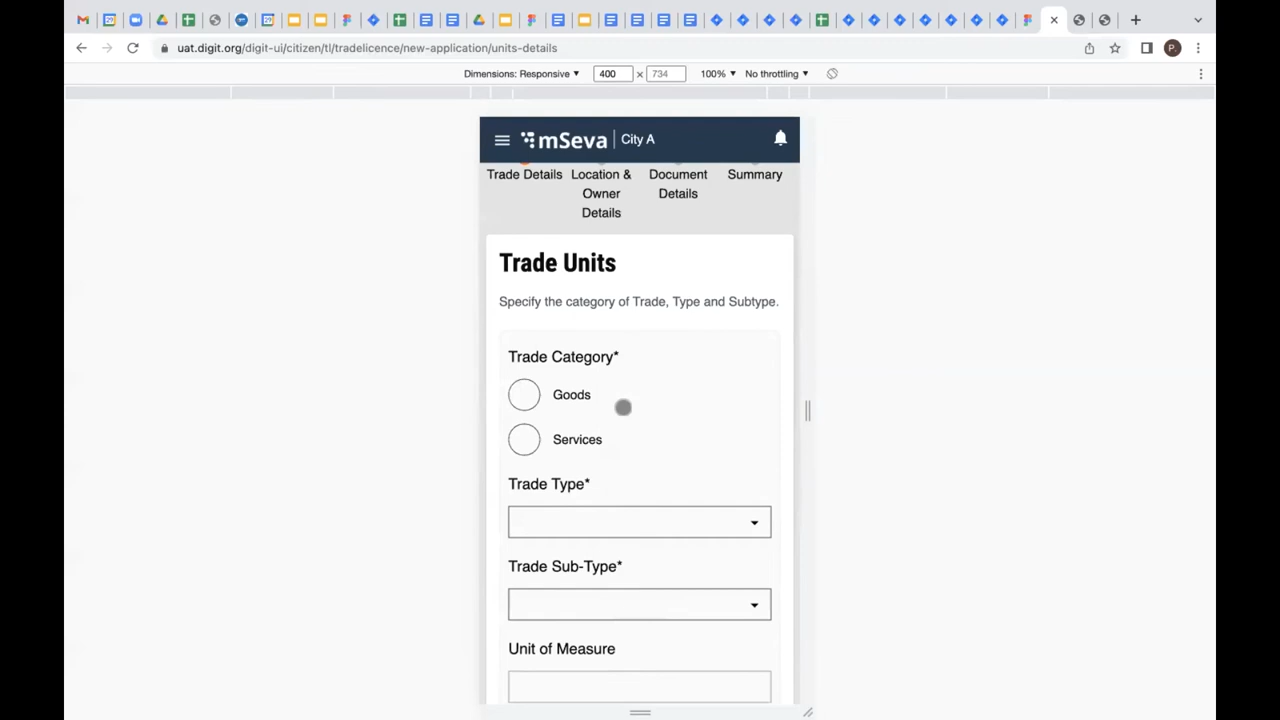 uat.digit.org/digit-ui/citizen/tl/tradelicence/new-application/units-details
Dimensions: Responsive ▼ 400 × 734 100% ▼ No throttling ▼
mSeva | City A
Trade Details Location & Owner Details Document Details Summary
Trade Units
Specify the category of Trade, Type and Subtype.
Trade Category*
Goods
Services
Trade Type*
Trade Sub-Type*
Unit of Measure